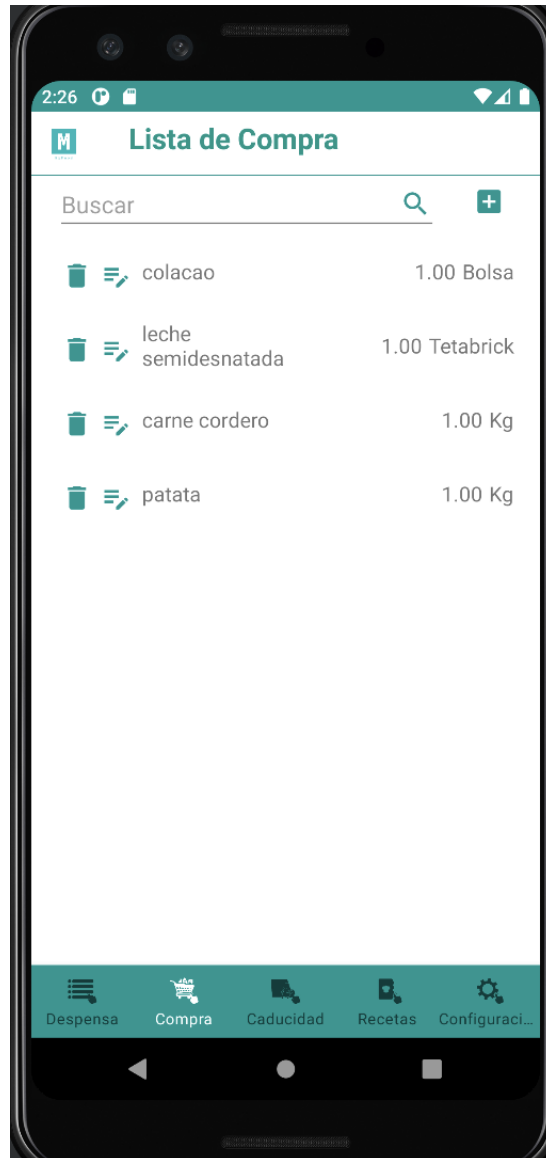 2:26
M
Lista de Compra
Buscar
colacao 1.00 Bolsa
leche
semidesnatada 1.00 Tetabrick
carne cordero 1.00 Kg
patata 1.00 Kg
Despensa Compra Caducidad Recetas Configuraci...